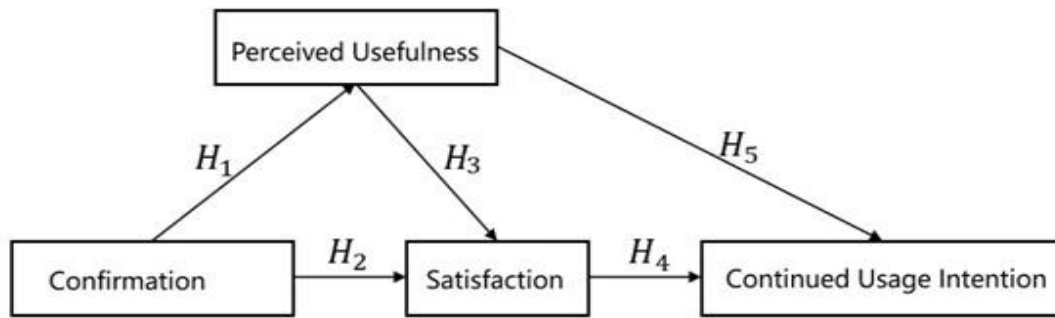 Perceived Usefulness
H₁
H₃
H₅
Confirmation
H₂
Satisfaction
H₄
Continued Usage Intention